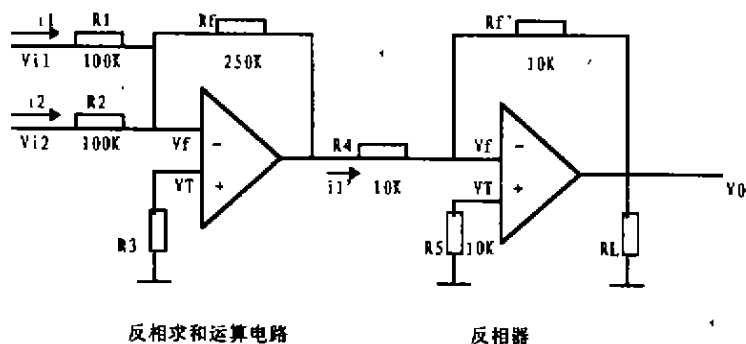 i1 R1 Rf Rf'
Vi1 100K 250K 10K
i2 R2 R4
Vi2 100K Vf - Vf -
VT + i1' 10K VT + V0
R3 R5 10K RL
反相求和运算电路 反相器